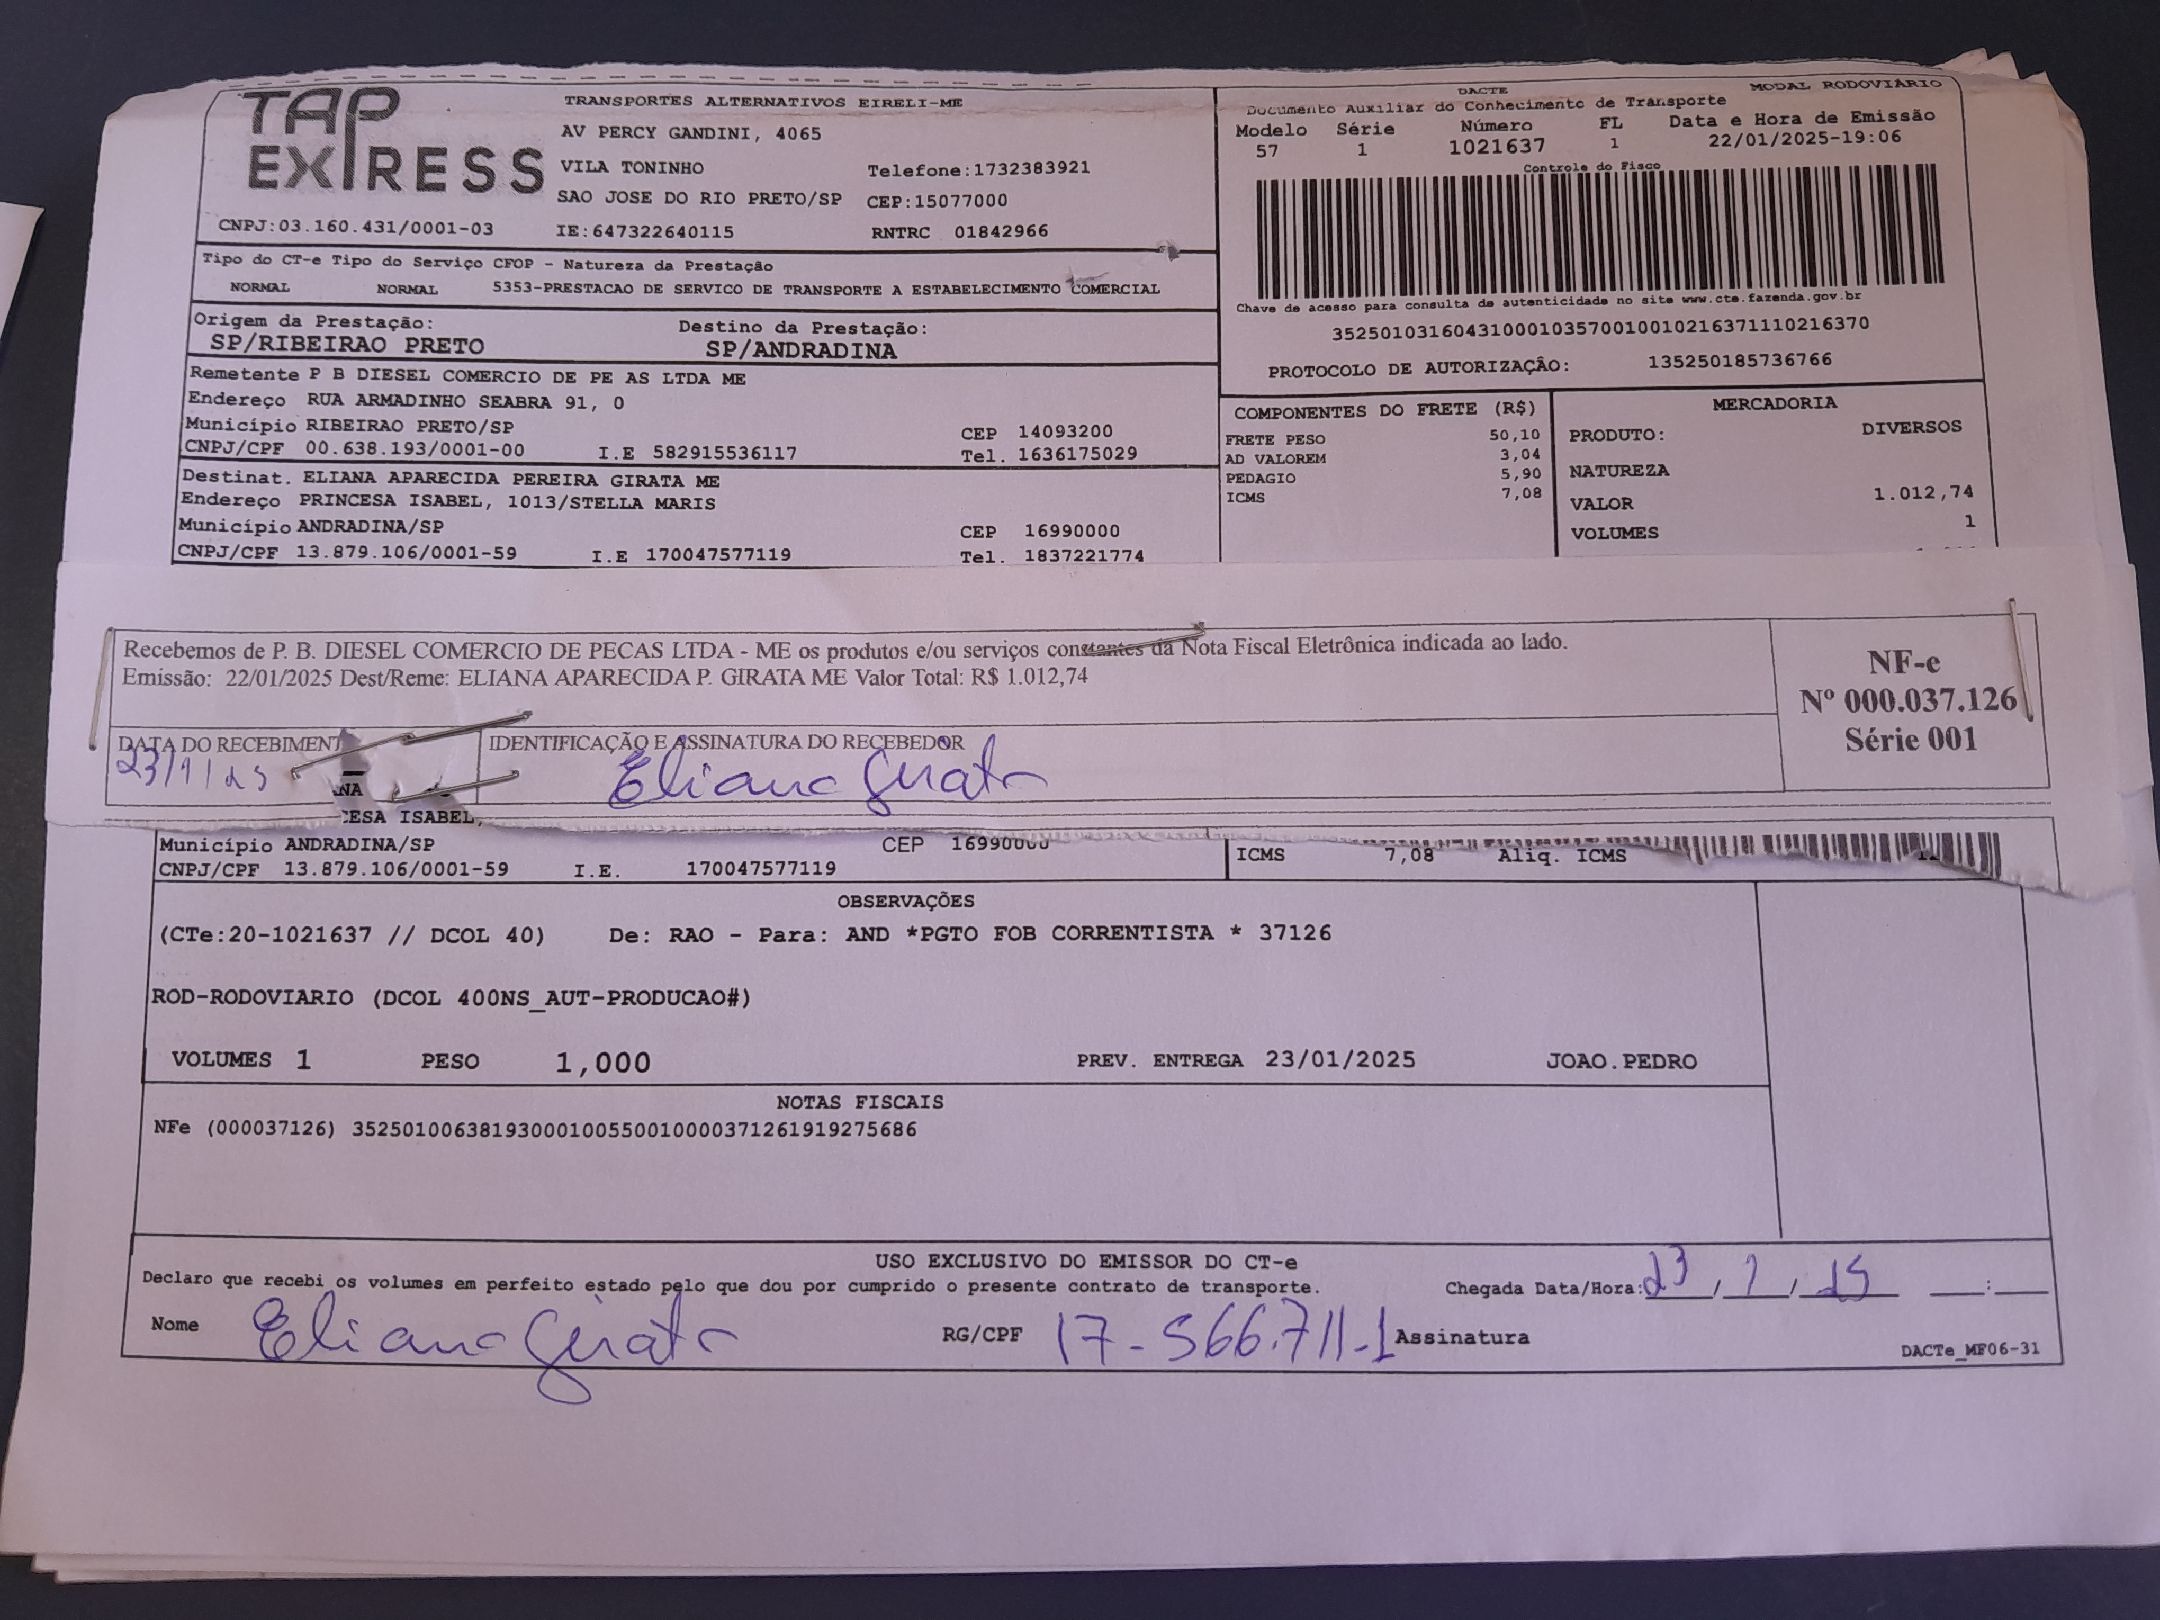 TAP EXPRESS
TRANSPORTES ALTERNATIVOS EIRELI-ME
AV PERCY GANDINI, 4065
VILA TONINHO Telefone:1732383921
SAO JOSE DO RIO PRETO/SP CEP:15077000
CNPJ:03.160.431/0001-03 IE:647322640115 RNTRC 01842966
DACTE MODAL RODOVIÁRIO
Documento Auxiliar do Conhecimento de Transporte
Modelo Série Número FL Data e Hora de Emissão
57 1 1021637 1 22/01/2025-19:06
Controle do Fisco
Chave de acesso para consulta de autenticidade no site www.cte.fazenda.gov.br
35250103160431000103570010010216371110216370
PROTOCOLO DE AUTORIZAÇÂO: 135250185736766
Tipo do CT-e Tipo do Serviço CFOP - Natureza da Prestação
NORMAL NORMAL 5353-PRESTACAO DE SERVICO DE TRANSPORTE A ESTABELECIMENTO COMERCIAL
Origem da Prestação: Destino da Prestação:
SP/RIBEIRAO PRETO SP/ANDRADINA
Remetente P B DIESEL COMERCIO DE PE AS LTDA ME
Endereço RUA ARMADINHO SEABRA 91, 0
Município RIBEIRAO PRETO/SP CEP 14093200
CNPJ/CPF 00.638.193/0001-00 I.E 582915536117 Tel. 1636175029
Destinat. ELIANA APARECIDA PEREIRA GIRATA ME
Endereço PRINCESA ISABEL, 1013/STELLA MARIS
Município ANDRADINA/SP CEP 16990000
CNPJ/CPF 13.879.106/0001-59 I.E 170047577119 Tel. 1837221774
COMPONENTES DO FRETE (R$)
FRETE PESO 50,10
AD VALOREM 3,04
PEDAGIO 5,90
ICMS 7,08
MERCADORIA
PRODUTO: DIVERSOS
NATUREZA
VALOR 1.012,74
VOLUMES 1
Recebemos de P. B. DIESEL COMERCIO DE PECAS LTDA - ME os produtos e/ou serviços constantes da Nota Fiscal Eletrônica indicada ao lado.
Emissão: 22/01/2025 Dest/Reme: ELIANA APARECIDA P. GIRATA ME Valor Total: R$ 1.012,74
NF-e
Nº 000.037.126
Série 001
DATA DO RECEBIMENT IDENTIFICAÇÃO E ASSINATURA DO RECEBEDOR
23/1/25 Eliana Girata
NA
CESA ISABEL,
Município ANDRADINA/SP CEP 16990000
CNPJ/CPF 13.879.106/0001-59 I.E. 170047577119
ICMS 7,08 Aliq. ICMS
OBSERVAÇÕES
(CTe:20-1021637 // DCOL 40) De: RAO - Para: AND *PGTO FOB CORRENTISTA * 37126
ROD-RODOVIARIO (DCOL 400NS_AUT-PRODUCAO#)
VOLUMES 1 PESO 1,000 PREV. ENTREGA 23/01/2025 JOAO.PEDRO
NOTAS FISCAIS
NFe (000037126) 35250100638193000100550010000371261919275686
USO EXCLUSIVO DO EMISSOR DO CT-e
Declaro que recebi os volumes em perfeito estado pelo que dou por cumprido o presente contrato de transporte. Chegada Data/Hora: 23/1/25 :
Nome Eliana Girata RG/CPF 17-566.711-1 Assinatura
DACTe_MF06-31